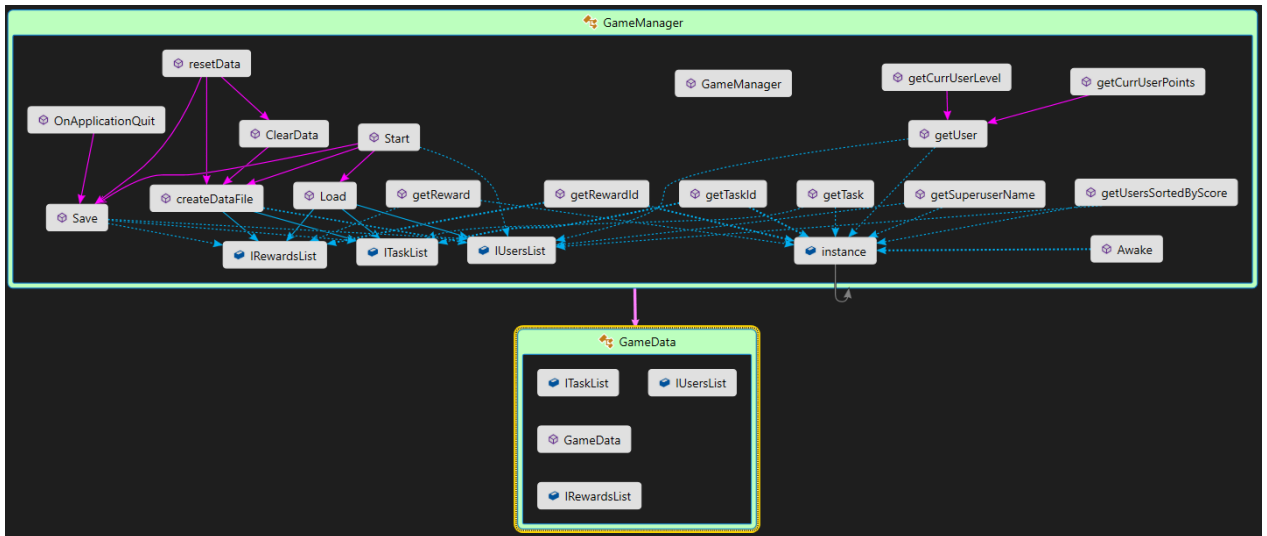 GameManager
resetData
GameManager
getCurrUserLevel
getCurrUserPoints
OnApplicationQuit
ClearData
Start
getUser
createDataFile
Load
getReward
getRewardId
getTaskId
getTask
getSuperuserName
getUsersSortedByScore
Save
lRewardsList
lTaskList
lUsersList
instance
Awake
GameData
lTaskList
lUsersList
GameData
lRewardsList